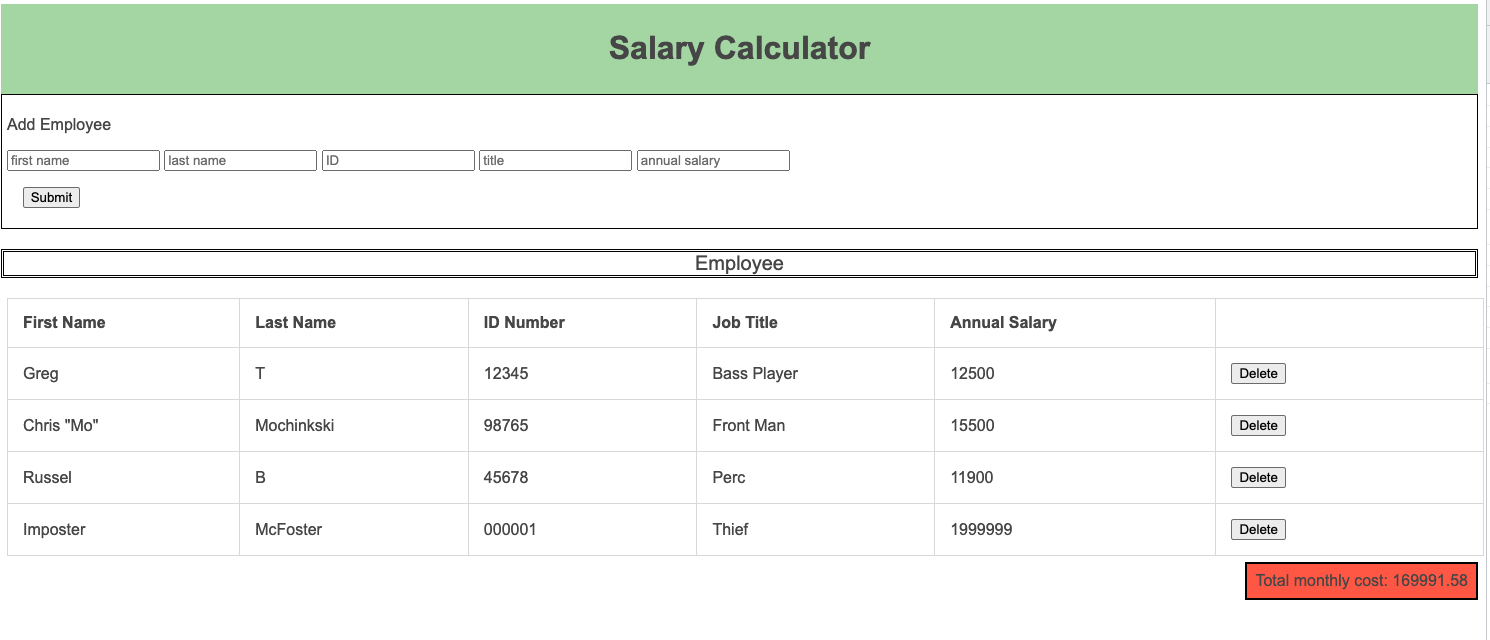 Salary Calculator
Add Employee
first name last name ID title annual salary
Submit
Employee
First Name Last Name ID Number Job Title Annual Salary
Greg T 12345 Bass Player 12500 Delete
Chris "Mo" Mochinkski 98765 Front Man 15500 Delete
Russel B 45678 Perc 11900 Delete
Imposter McFoster 000001 Thief 1999999 Delete
Total monthly cost: 169991.58